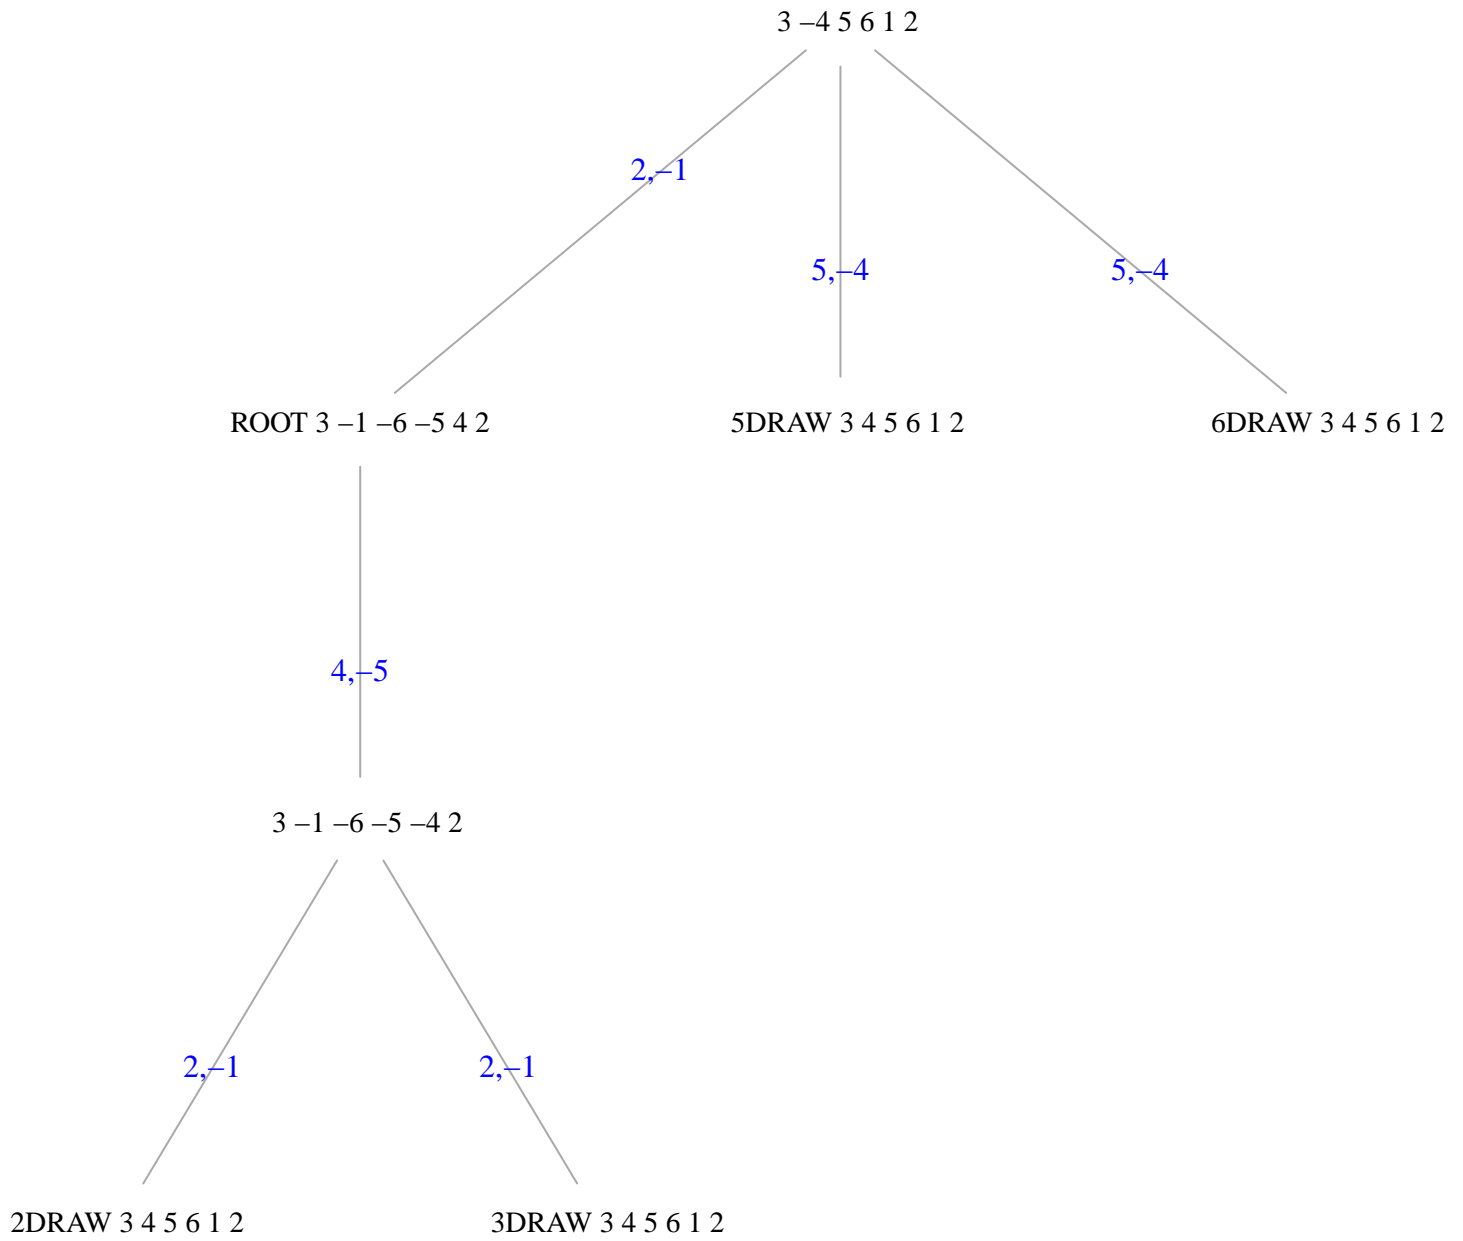 3 –4 5 6 1 2
2,–1
5,–4
5,–4
ROOT 3 –1 –6 –5 4 2
5DRAW 3 4 5 6 1 2
6DRAW 3 4 5 6 1 2
4,–5
3 –1 –6 –5 –4 2
2,–1
2,–1
2DRAW 3 4 5 6 1 2
3DRAW 3 4 5 6 1 2